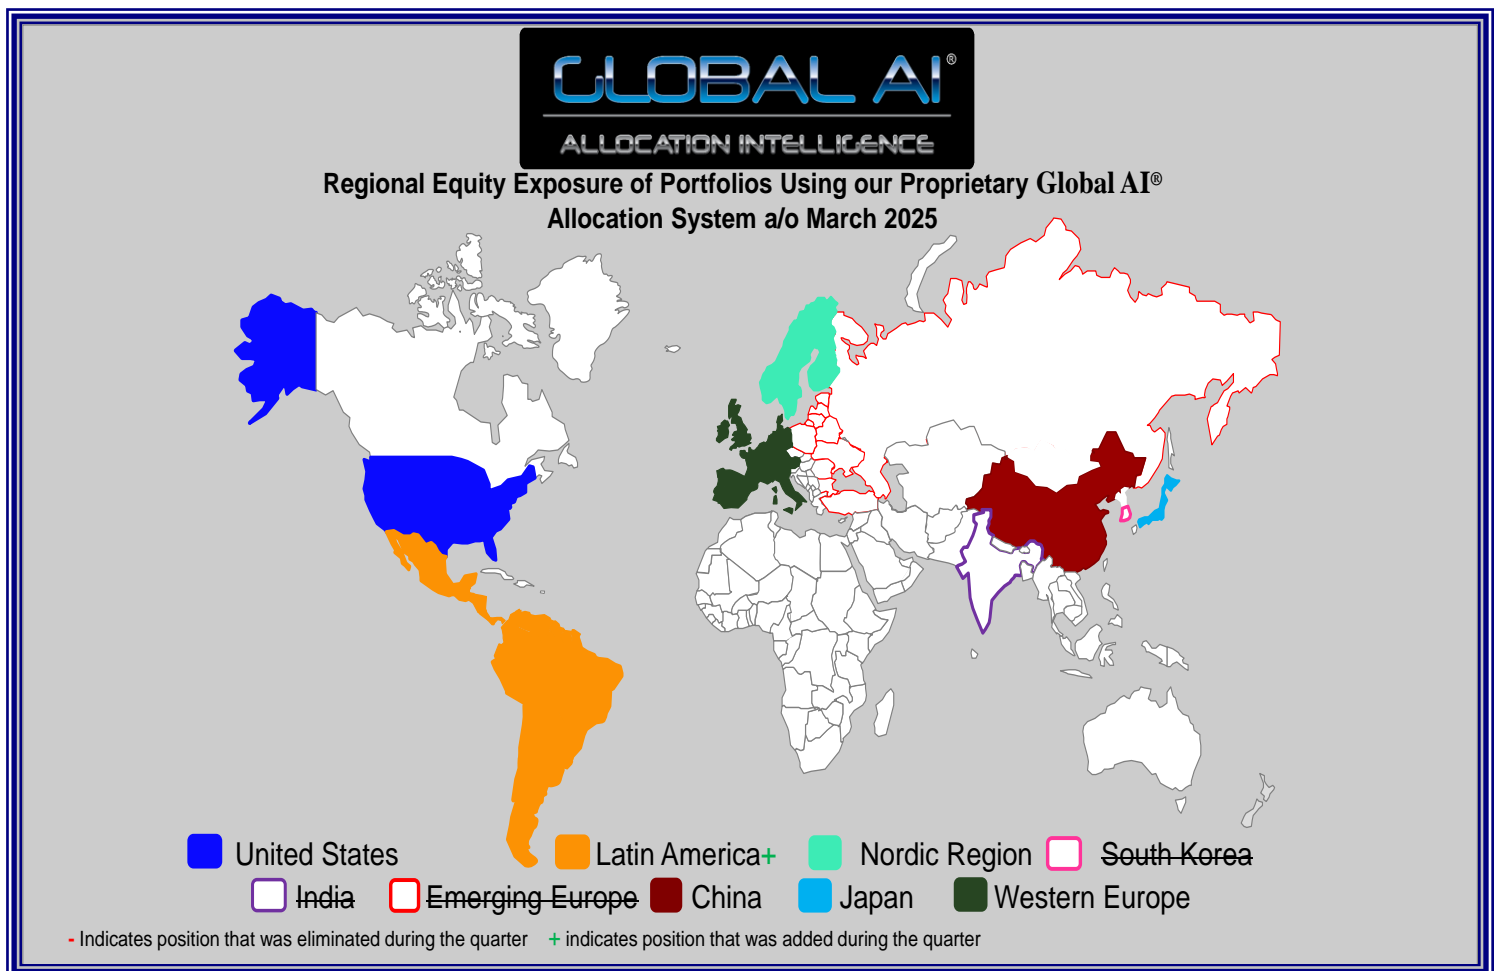 GLOBAL AI®
ALLOCATION INTELLIGENCE
Regional Equity Exposure of Portfolios Using our Proprietary Global AI®
Allocation System a/o March 2025
United States Latin America+ Nordic Region South Korea
India Emerging Europe China Japan Western Europe
- Indicates position that was eliminated during the quarter + indicates position that was added during the quarter